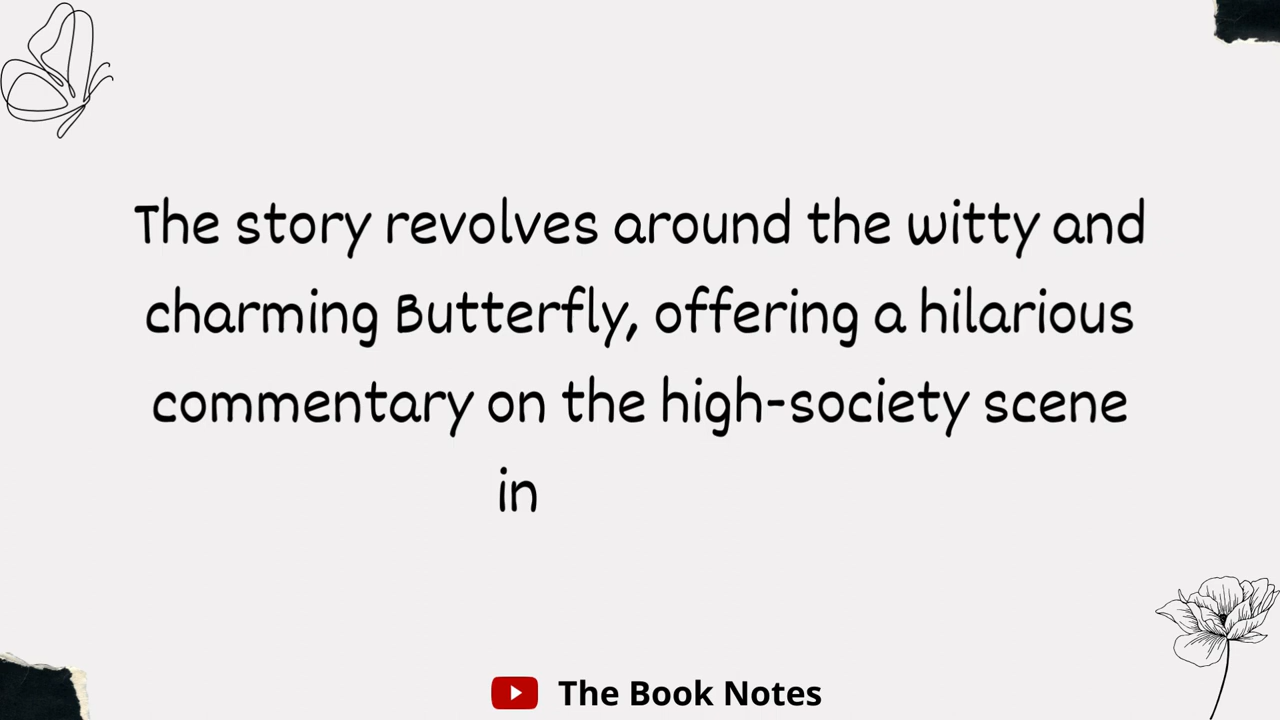 The story revolves around the witty and
charming Butterfly, offering a hilarious
commentary on the high-society scene
in
The Book Notes